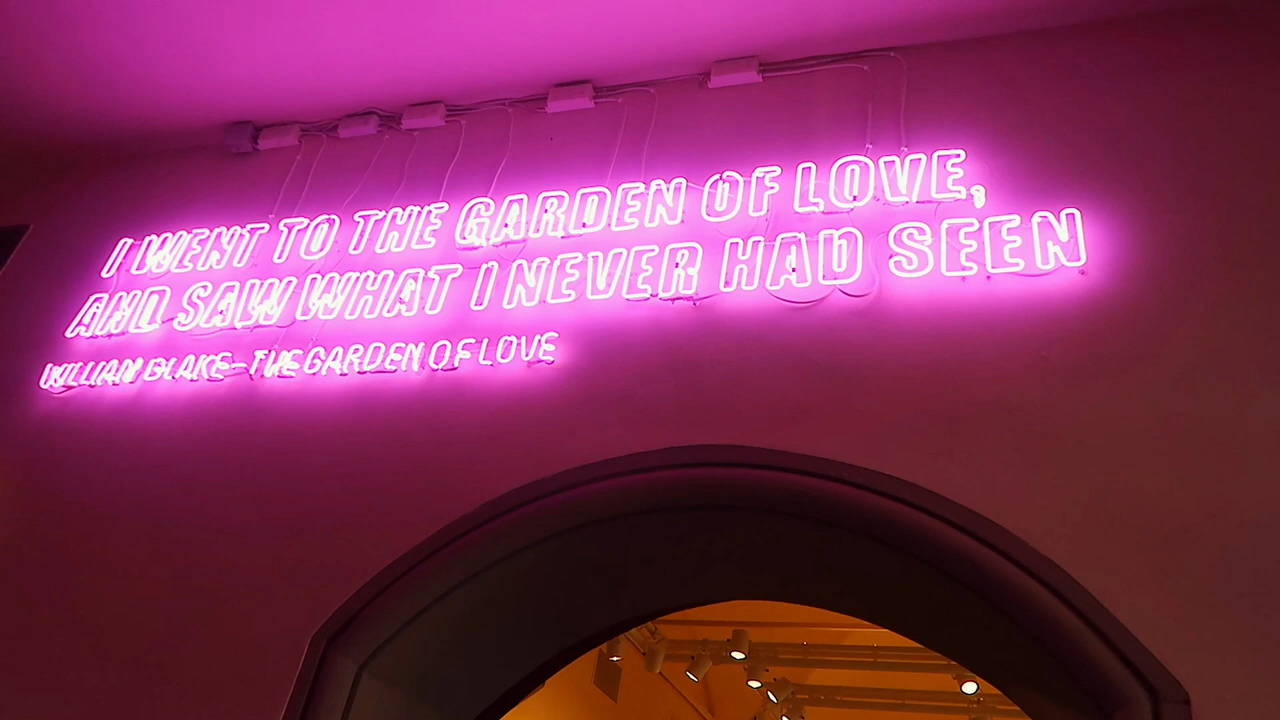 I WENT TO THE GARDEN OF LOVE,
AND SAW WHAT I NEVER HAD SEEN
WILLIAM BLAKE-THE GARDEN OF LOVE